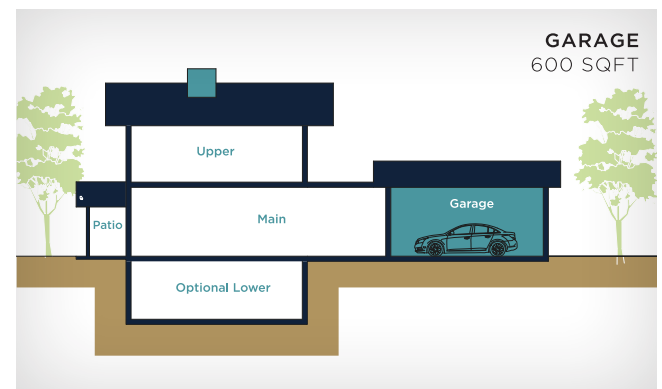 GARAGE
600 SQFT
Upper
Garage
Main
Patio
Optional Lower